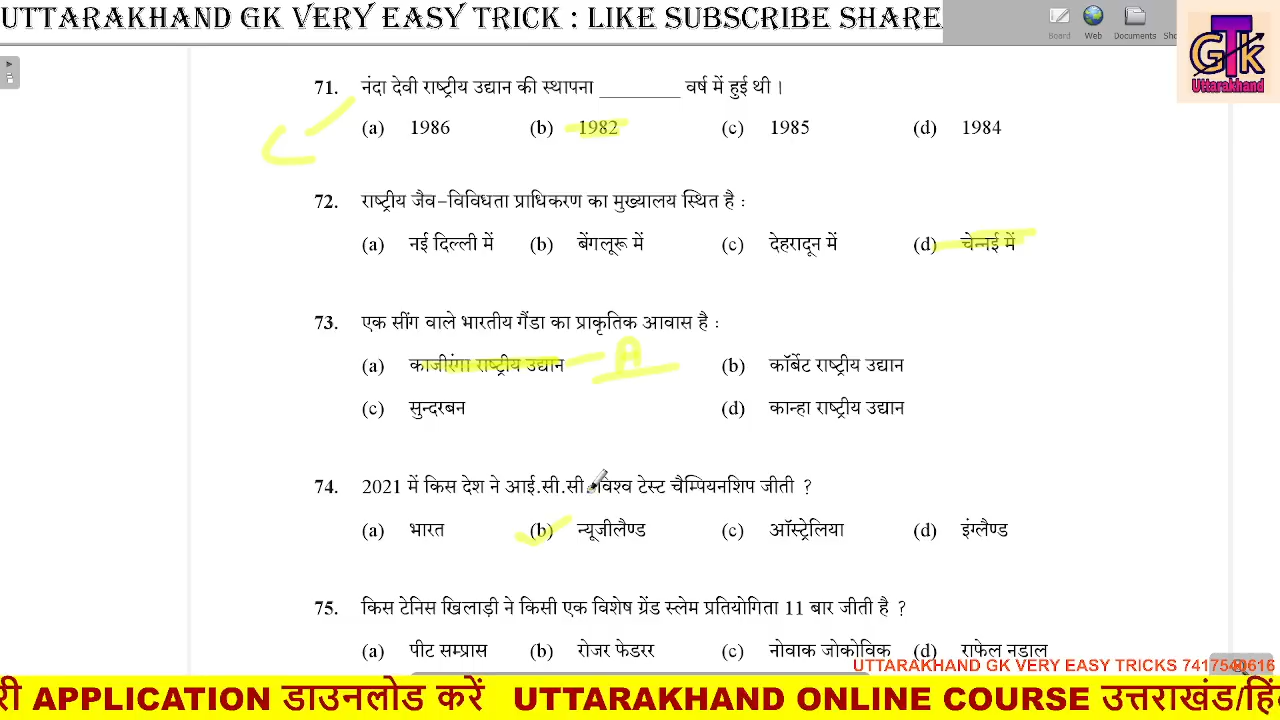 UTTARAKHAND GK VERY EASY TRICK : LIKE SUBSCRIBE SHARE
Board Web Documents
GTK
Uttarakhand
71. नंदा देवी राष्ट्रीय उद्यान की स्थापना ________ वर्ष में हुई थी ।
(a) 1986 (b) 1982 (c) 1985 (d) 1984
72. राष्ट्रीय जैव-विविधता प्राधिकरण का मुख्यालय स्थित है :
(a) नई दिल्ली में (b) बेंगलूरू में (c) देहरादून में (d) चेन्नई में
73. एक सींग वाले भारतीय गैंडा का प्राकृतिक आवास है :
(a) काजीरंगा राष्ट्रीय उद्यान A (b) कॉर्बेट राष्ट्रीय उद्यान
(c) सुन्दरबन (d) कान्हा राष्ट्रीय उद्यान
74. 2021 में किस देश ने आई.सी.सी विश्व टेस्ट चैम्पियनशिप जीती ?
(a) भारत (b) न्यूजीलैण्ड (c) ऑस्ट्रेलिया (d) इंग्लैण्ड
75. किस टेनिस खिलाड़ी ने किसी एक विशेष ग्रेंड स्लेम प्रतियोगिता 11 बार जीती है ?
(a) पीट सम्प्रास (b) रोजर फेडरर (c) नोवाक जोकोविक (d) राफेल नडाल
UTTARAKHAND GK VERY EASY TRICKS 7417540616
री APPLICATION डाउनलोड करें UTTARAKHAND ONLINE COURSE उत्तराखंड/हिं